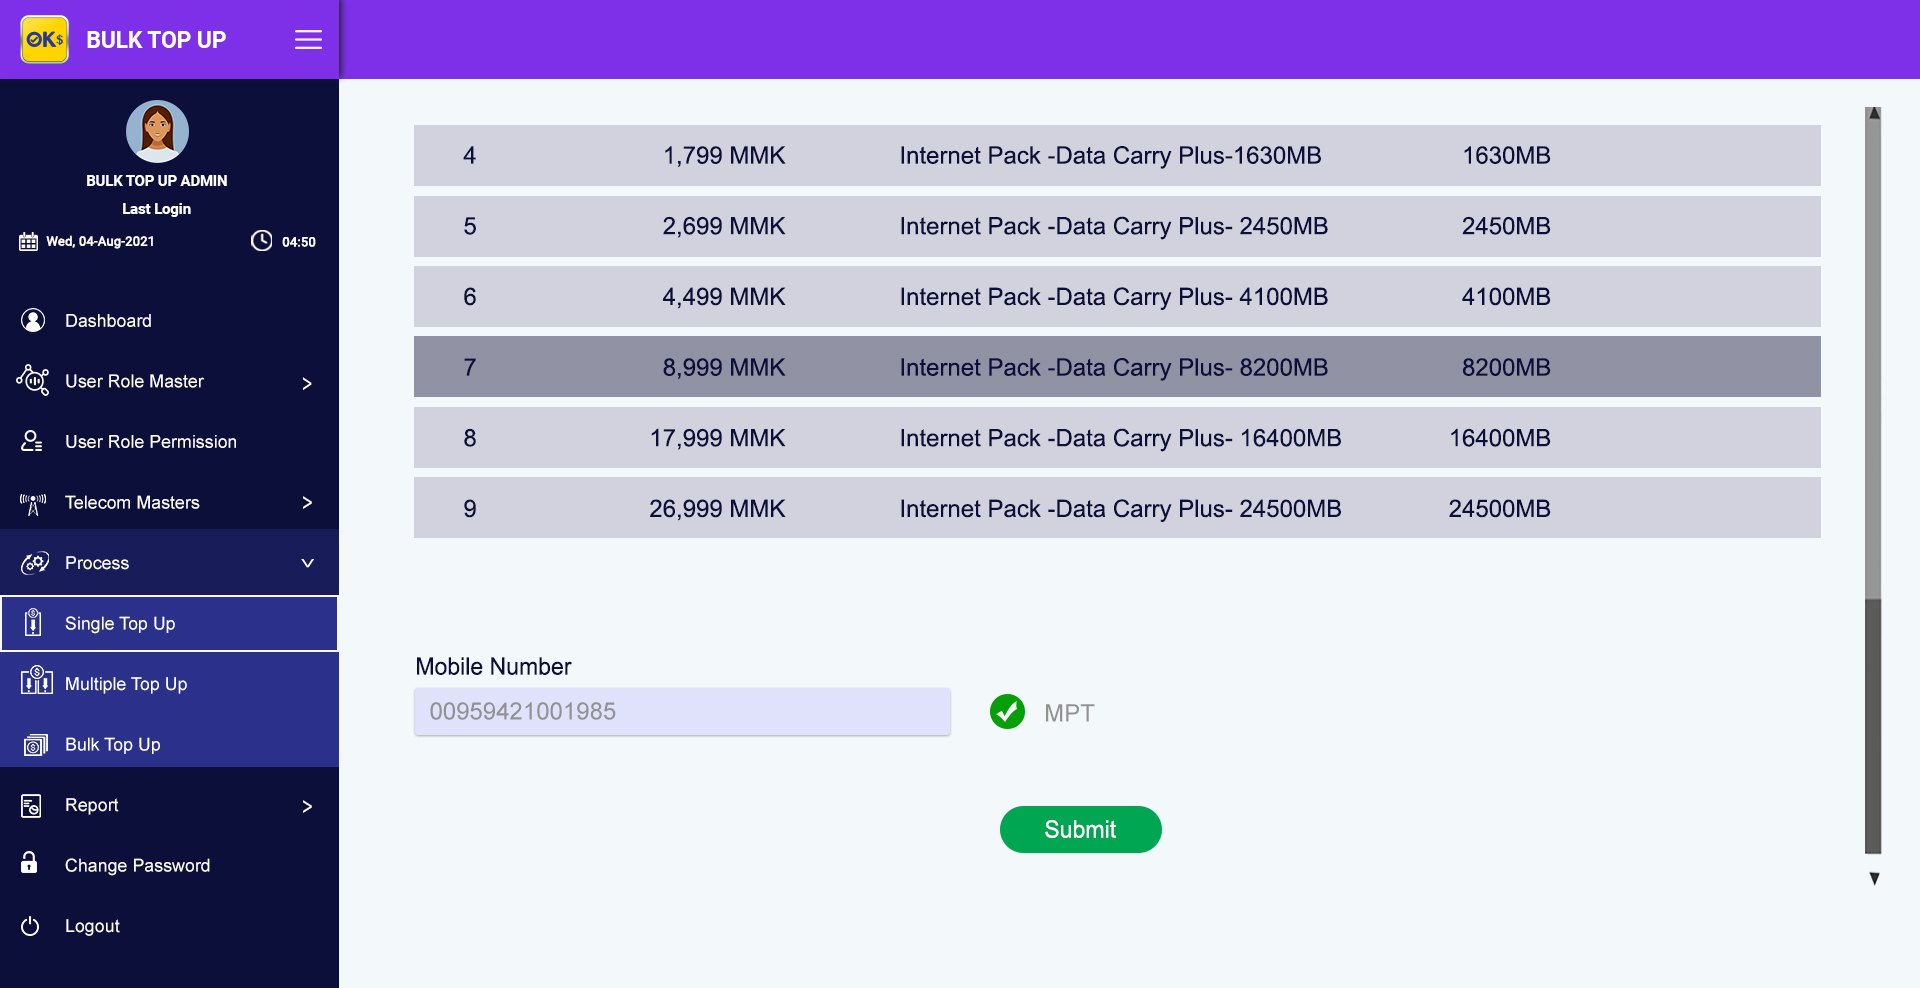 OK$ BULK TOP UP
BULK TOP UP ADMIN
Last Login
Wed, 04-Aug-2021 04:50
Dashboard
User Role Master >
User Role Permission
Telecom Masters >
Process
Single Top Up
Multiple Top Up
Bulk Top Up
Report >
Change Password
Logout
4 1,799 MMK Internet Pack -Data Carry Plus-1630MB 1630MB
5 2,699 MMK Internet Pack -Data Carry Plus- 2450MB 2450MB
6 4,499 MMK Internet Pack -Data Carry Plus- 4100MB 4100MB
7 8,999 MMK Internet Pack -Data Carry Plus- 8200MB 8200MB
8 17,999 MMK Internet Pack -Data Carry Plus- 16400MB 16400MB
9 26,999 MMK Internet Pack -Data Carry Plus- 24500MB 24500MB
Mobile Number
00959421001985 MPT
Submit